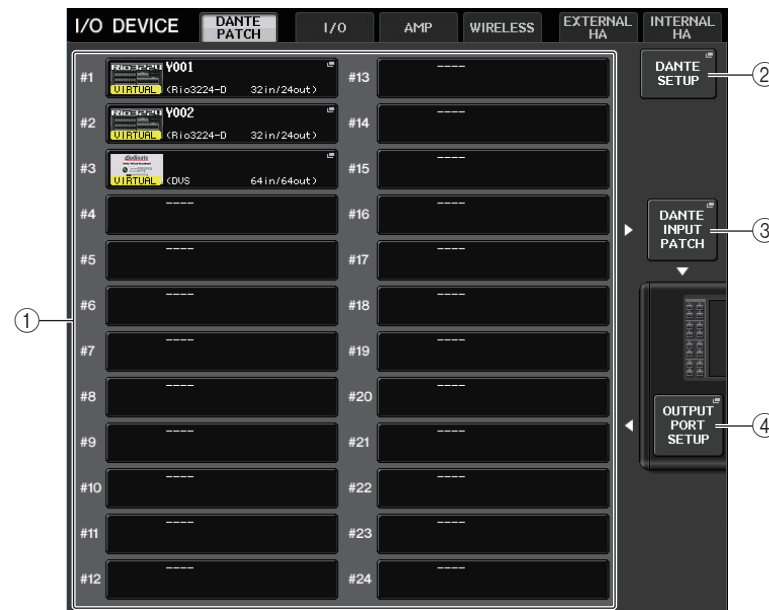 I/O DEVICE
DANTE PATCH
I/O
AMP
WIRELESS
EXTERNAL HA
INTERNAL HA
#1
Rio3224
Y001
VIRTUAL
(Rio3224-D 32in/24out)
#2
Rio3224
Y002
VIRTUAL
(Rio3224-D 32in/24out)
#3
audinate
VIRTUAL
(DVS 64in/64out)
#4
----
#5
----
#6
----
#7
----
#8
----
#9
----
#10
----
#11
----
#12
----
#13
----
#14
----
#15
----
#16
----
#17
----
#18
----
#19
----
#20
----
#21
----
#22
----
#23
----
#24
----
DANTE
SETUP
DANTE
INPUT
PATCH
OUTPUT
PORT
SETUP
①
②
③
④